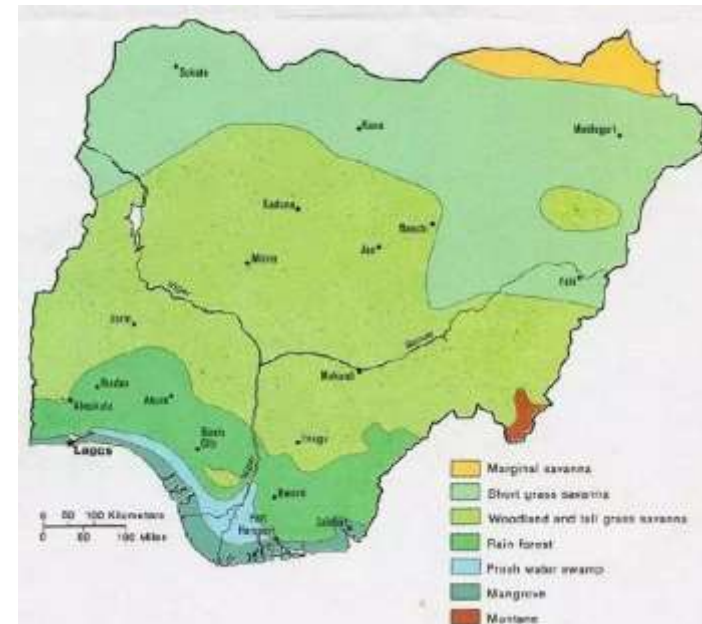 Sokoto
Kano
Maiduguri
Kaduna
Bauchi
Jos
Minna
Yola
Niger
Benue
Ilorin
Makurdi
Ibadan
Abeokuta
Akure
Benin
City
Enugu
Lagos
Niger
Owerri
Port
Harcourt
Calabar
0 50 100 Kilometers
0 50 100 Miles
Marginal savanna
Short grass savanna
Woodland and tall grass savanna
Rain forest
Fresh water swamp
Mangrove
Montane